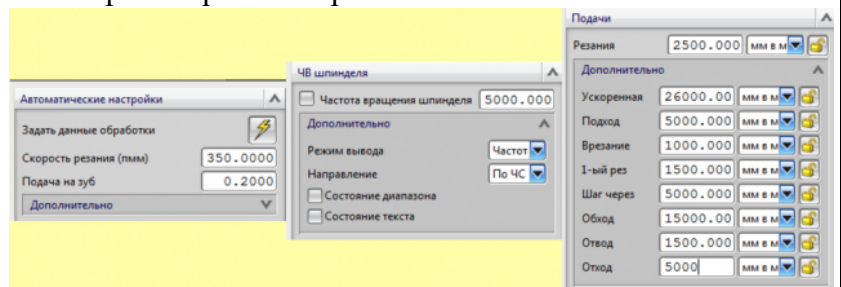 Автоматические настройки
Задать данные обработки
Скорость резания (пмм) 350.0000
Подача на зуб 0.2000
Дополнительно
ЧВ шпинделя
Частота вращения шпинделя 5000.000
Дополнительно
Режим вывода Частот
Направление По ЧС
Состояние диапазона
Состояние текста
Подачи
Резания 2500.000 мм в м
Дополнительно
Ускоренная 26000.00 мм в м
Подход 5000.000 мм в м
Врезание 1000.000 мм в м
1-ый рез 1500.000 мм в м
Шаг через 5000.000 мм в м
Обход 15000.00 мм в м
Отвод 1500.000 мм в м
Отход 5000 мм в м